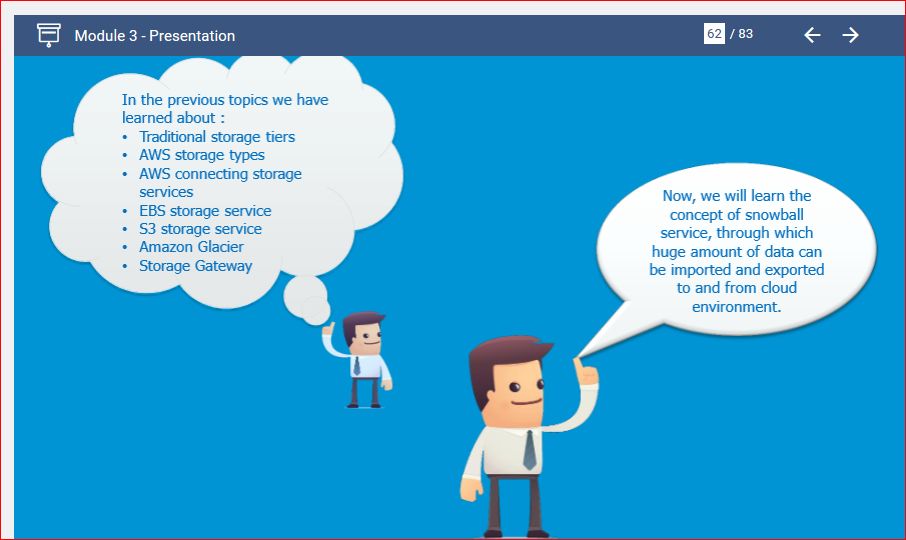 Module 3 - Presentation
62 / 83
In the previous topics we have
learned about :
• Traditional storage tiers
• AWS storage types
• AWS connecting storage
services
• EBS storage service
• S3 storage service
• Amazon Glacier
• Storage Gateway
Now, we will learn the
concept of snowball
service, through which
huge amount of data can
be imported and exported
to and from cloud
environment.